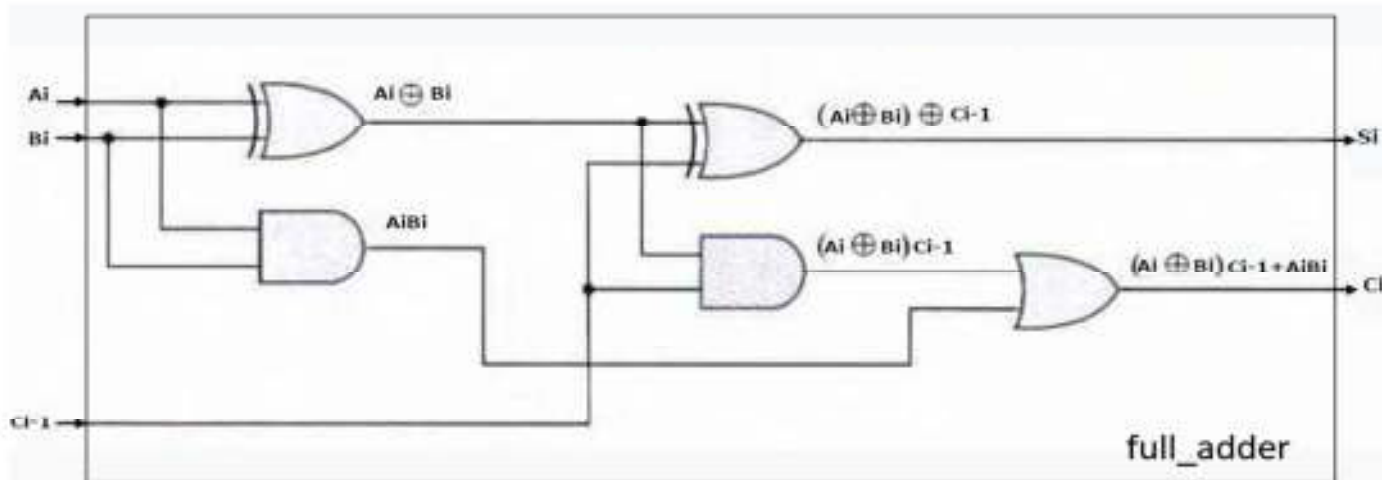 Ai
Ai ⊕ Bi
(Ai⊕Bi) ⊕ Ci-1
Bi
Si
AiBi
(Ai ⊕Bi)Ci-1
(Ai ⊕Bi)Ci-1+AiBi
Ci
Ci-1
full_adder